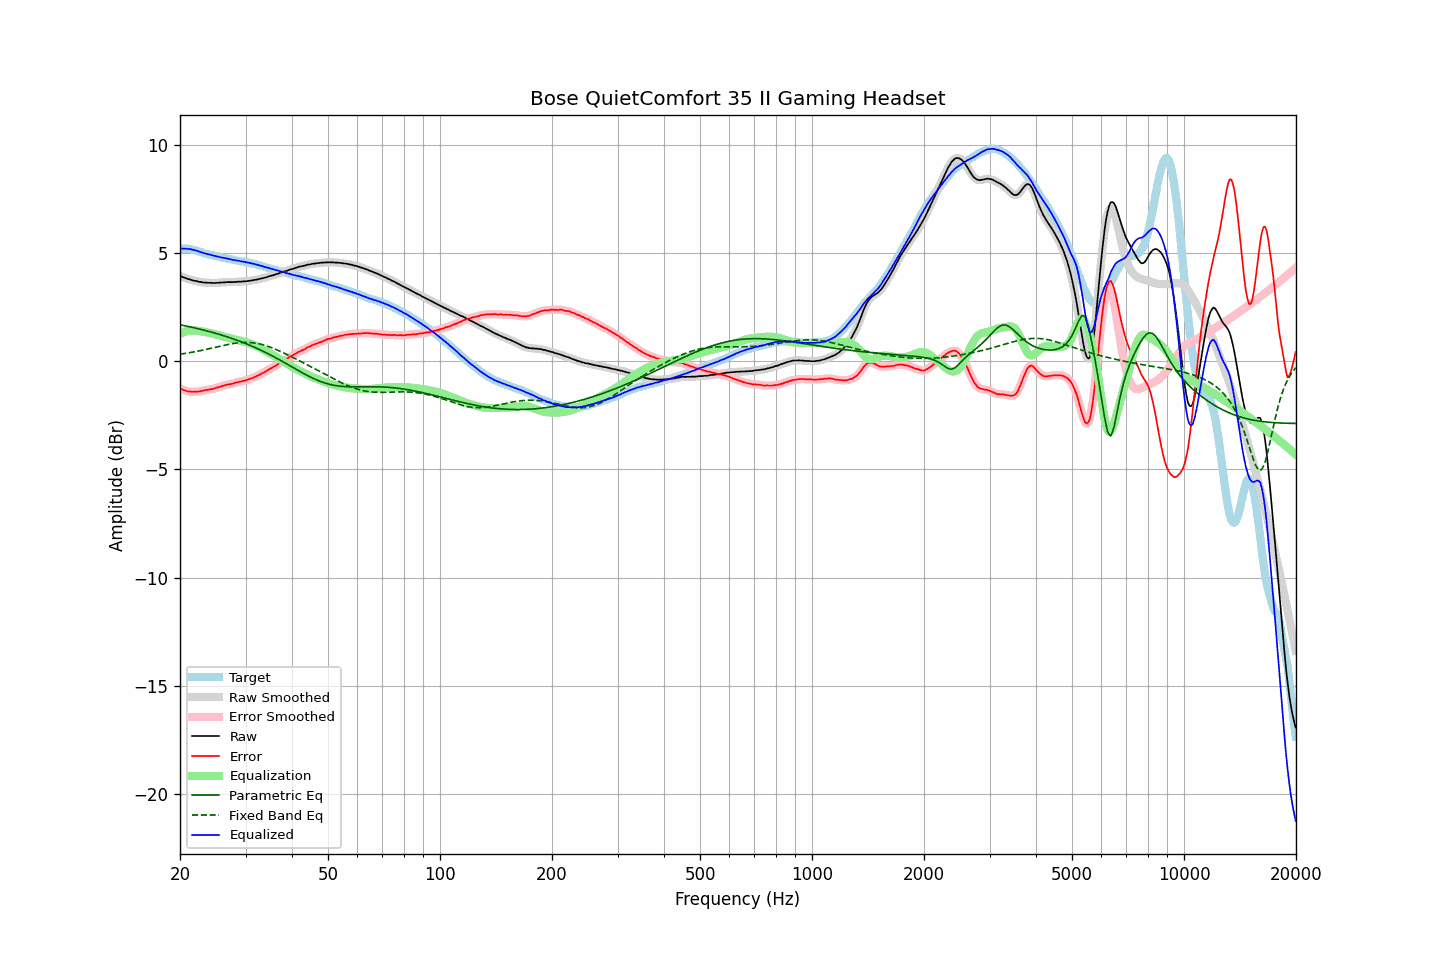 Bose QuietComfort 35 II Gaming Headset
10
5
0
−5
−10
−15
−20
Amplitude (dBr)
Target
Raw Smoothed
Error Smoothed
Raw
Error
Equalization
Parametric Eq
Fixed Band Eq
Equalized
20 50 100 200 500 1000 2000 5000 10000 20000
Frequency (Hz)